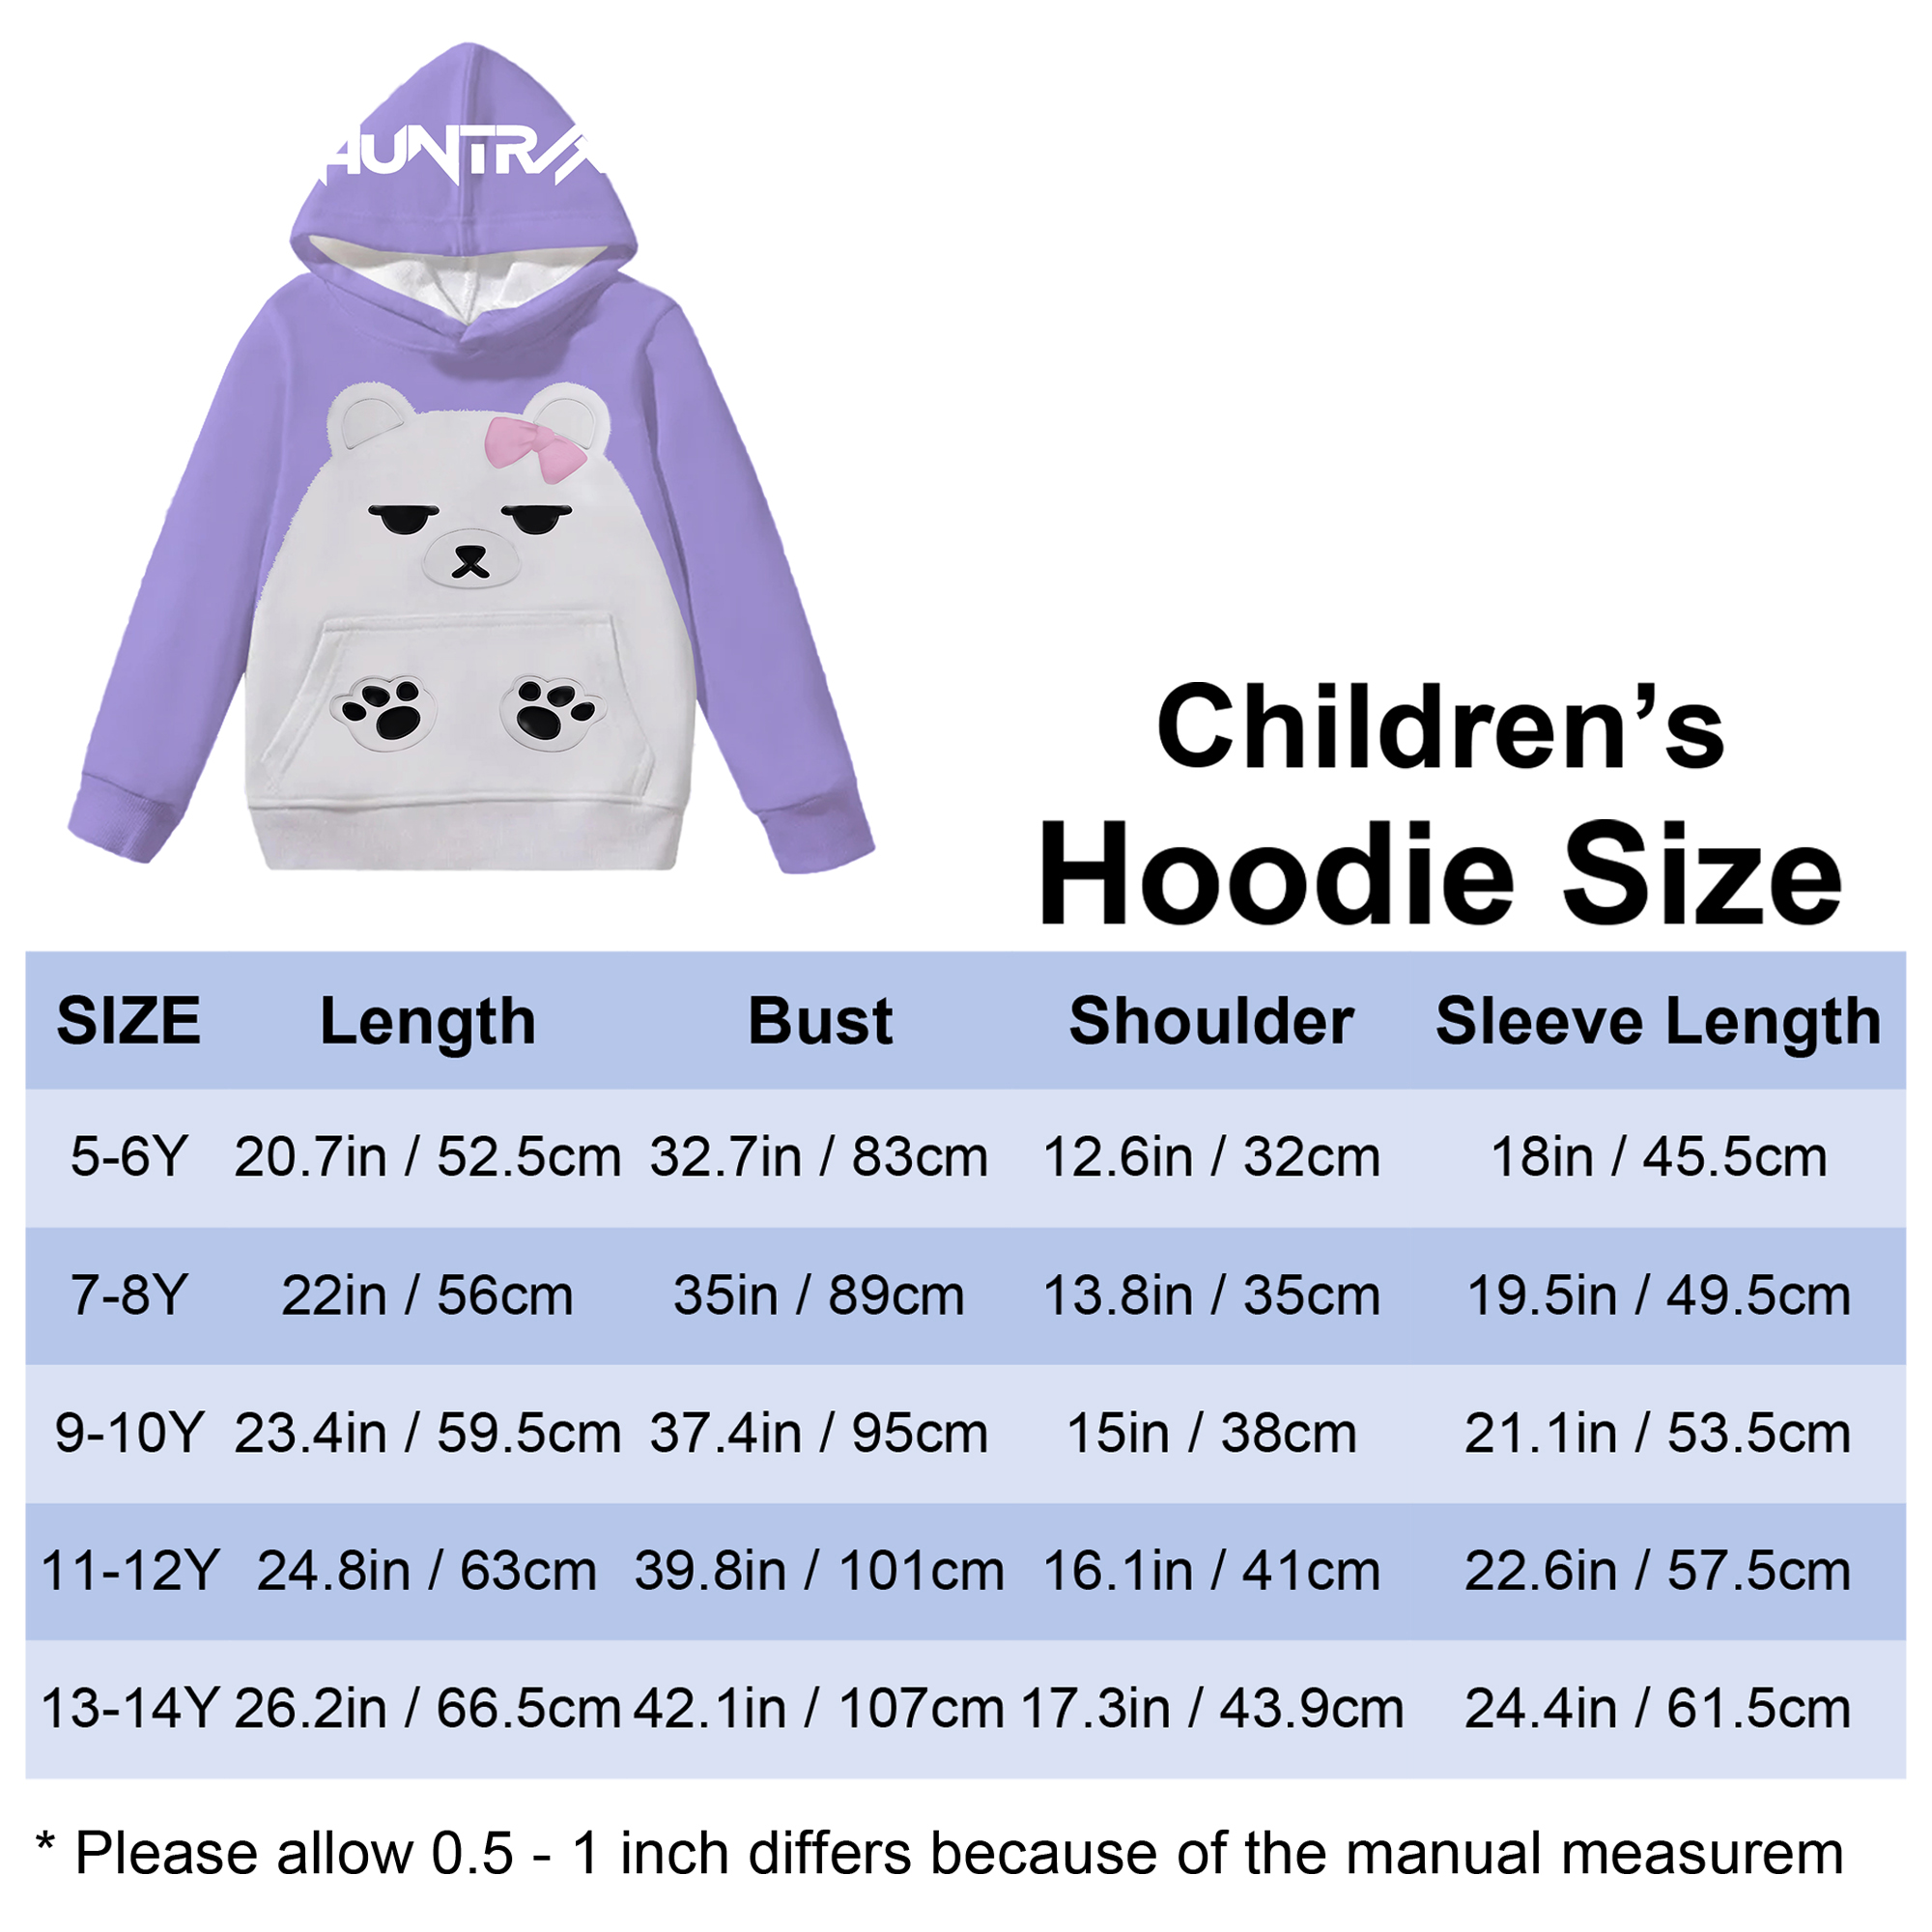 HUNTR/X
Children’s
Hoodie Size
SIZE Length Bust Shoulder Sleeve Length
5-6Y 20.7in / 52.5cm 32.7in / 83cm 12.6in / 32cm 18in / 45.5cm
7-8Y 22in / 56cm 35in / 89cm 13.8in / 35cm 19.5in / 49.5cm
9-10Y 23.4in / 59.5cm 37.4in / 95cm 15in / 38cm 21.1in / 53.5cm
11-12Y 24.8in / 63cm 39.8in / 101cm 16.1in / 41cm 22.6in / 57.5cm
13-14Y 26.2in / 66.5cm 42.1in / 107cm 17.3in / 43.9cm 24.4in / 61.5cm
* Please allow 0.5 - 1 inch differs because of the manual measurem